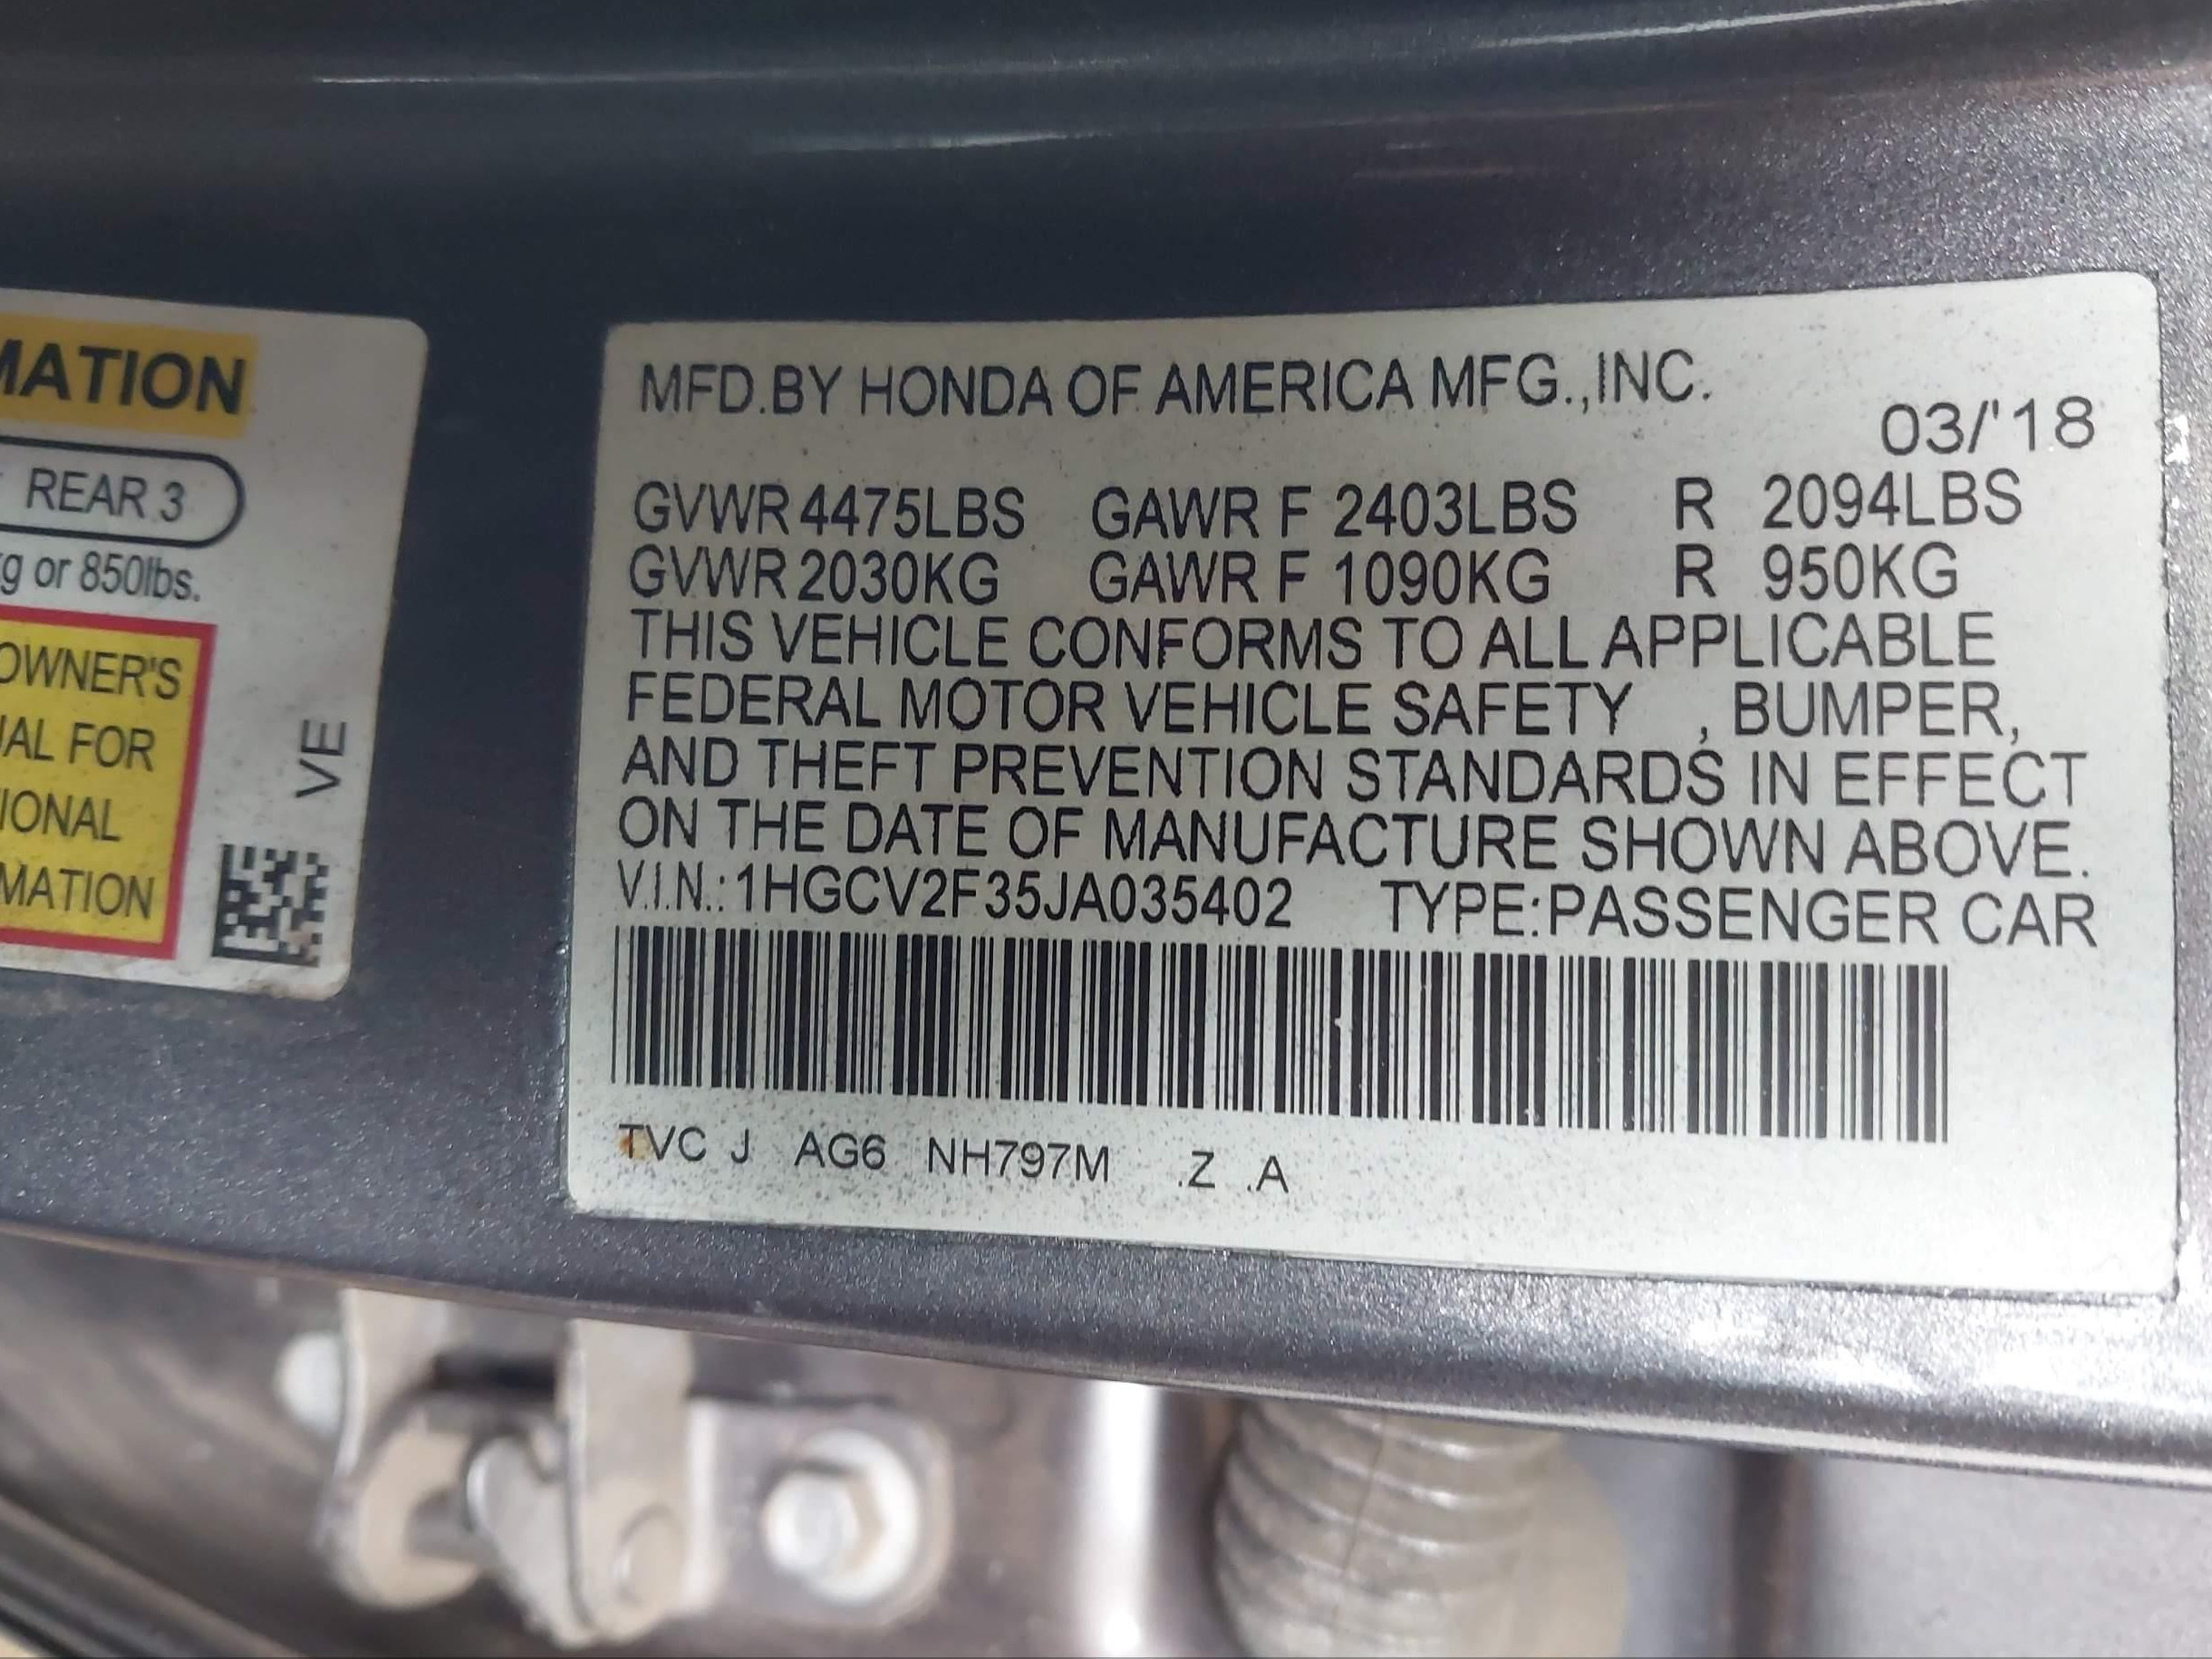 MATION
REAR 3
g or 850lbs.
OWNER'S
FOR
MATION
VE
MFD.BY HONDA OF AMERICA MFG.,INC.
03/'18
GVWR 4475LBS GAWR F 2403LBS R 2094LBS
GVWR 2030KG GAWR F 1090KG R 950KG
THIS VEHICLE CONFORMS TO ALL APPLICABLE
FEDERAL MOTOR VEHICLE SAFETY , BUMPER,
AND THEFT PREVENTION STANDARDS IN EFFECT
ON THE DATE OF MANUFACTURE SHOWN ABOVE.
V.I.N.: 1HGCV2F35JA035402 TYPE:PASSENGER CAR
TVC J AG6 NH797M .Z .A